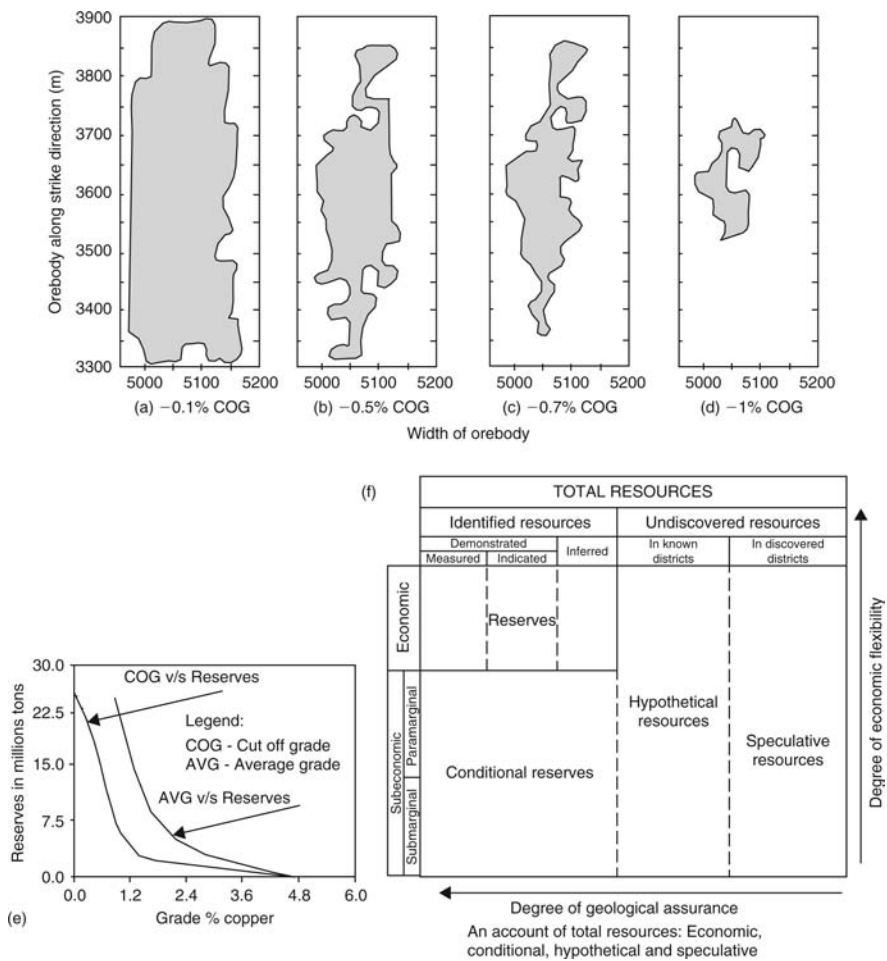 3900
3800
3700
3600
3500
3400
3300
Orebody along strike direction (m)
5000 5100 5200
(a) −0.1% COG
5000 5100 5200
(b) −0.5% COG
5000 5100 5200
(c) −0.7% COG
5000 5100 5200
(d) −1% COG
Width of orebody
(f)
TOTAL RESOURCES
Identified resources
Undiscovered resources
Demonstrated
Measured
Indicated
Inferred
In known
districts
In discovered
districts
Economic
Reserves
Subeconomic
Paramarginal
Submarginal
Conditional reserves
Hypothetical
resources
Speculative
resources
Degree of economic flexibility
Degree of geological assurance
An account of total resources: Economic,
conditional, hypothetical and speculative
30.0
22.5
15.0
7.5
0.0
Reserves in millions tons
COG v/s Reserves
Legend:
COG - Cut off grade
AVG - Average grade
AVG v/s Reserves
0.0 1.2 2.4 3.6 4.8 6.0
Grade % copper
(e)